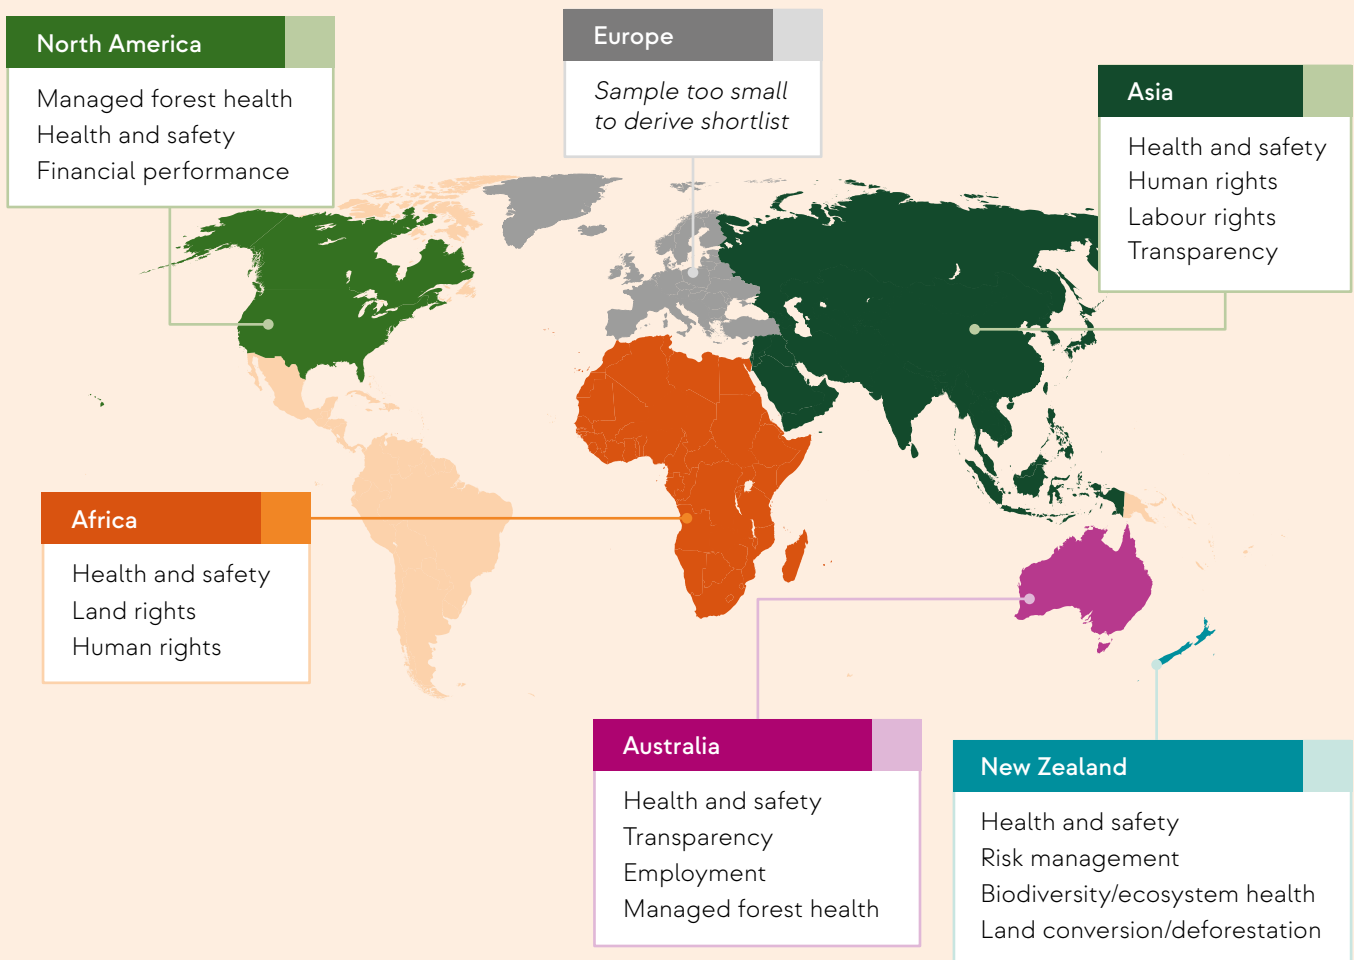 North America
Managed forest health
Health and safety
Financial performance
Europe
Sample too small
to derive shortlist
Asia
Health and safety
Human rights
Labour rights
Transparency
Africa
Health and safety
Land rights
Human rights
Australia
Health and safety
Transparency
Employment
Managed forest health
New Zealand
Health and safety
Risk management
Biodiversity/ecosystem health
Land conversion/deforestation